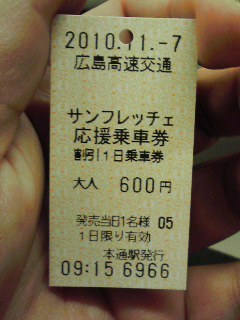 2010.11.-7
広島高速交通
サンフレッチェ
応援乗車券
割引1日乗車券
大人 600円
発売当日1名様 05
1日限り有効
本通駅発行
09:15 6966